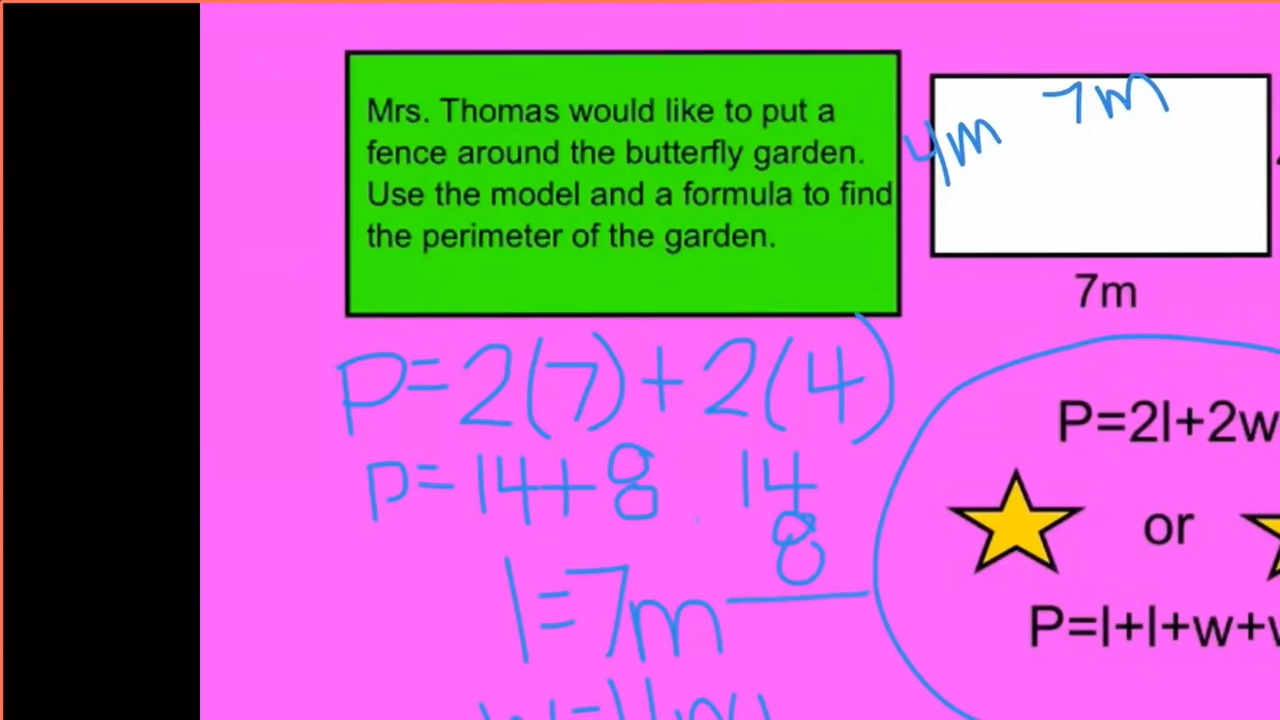 Mrs. Thomas would like to put a
fence around the butterfly garden.
Use the model and a formula to find
the perimeter of the garden.
7m
4m
7m
P=2(7)+2(4)
P=14+8
14
8
l=7m
w=4m
P=2l+2w
or
P=l+l+w+